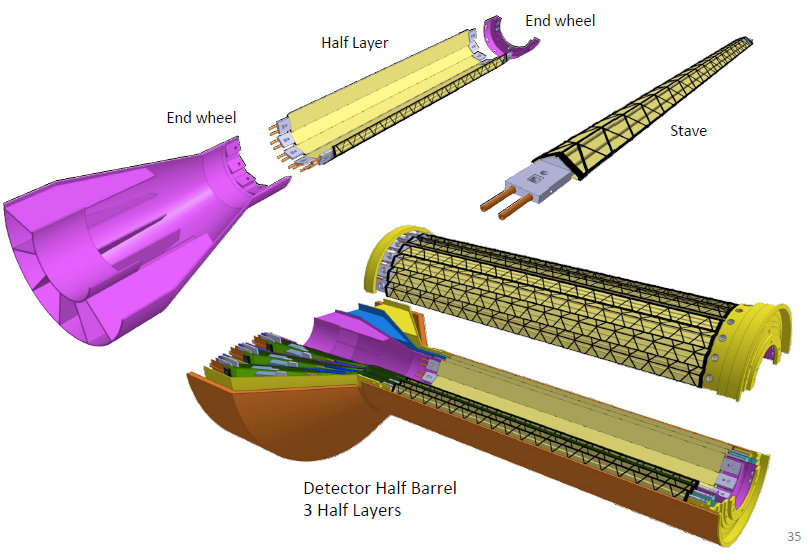 End wheel
Half Layer
End wheel
Stave
Detector Half Barrel
3 Half Layers
35